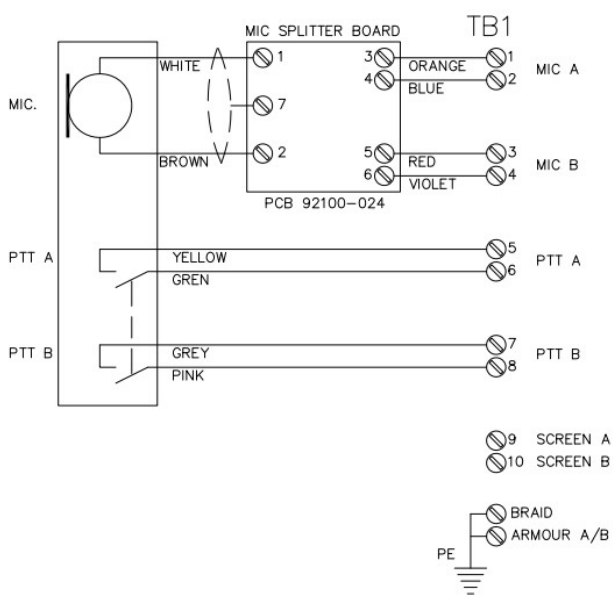 TB1
MIC SPLITTER BOARD
WHITE 1 3 ORANGE 1
4 BLUE 2 MIC A
MIC. 7
BROWN 2 5 RED 3 MIC B
6 VIOLET 4
PCB 92100-024
PTT A YELLOW 5 PTT A
GREN 6
PTT B GREY 7 PTT B
PINK 8
9 SCREEN A
10 SCREEN B
BRAID
ARMOUR A/B
PE